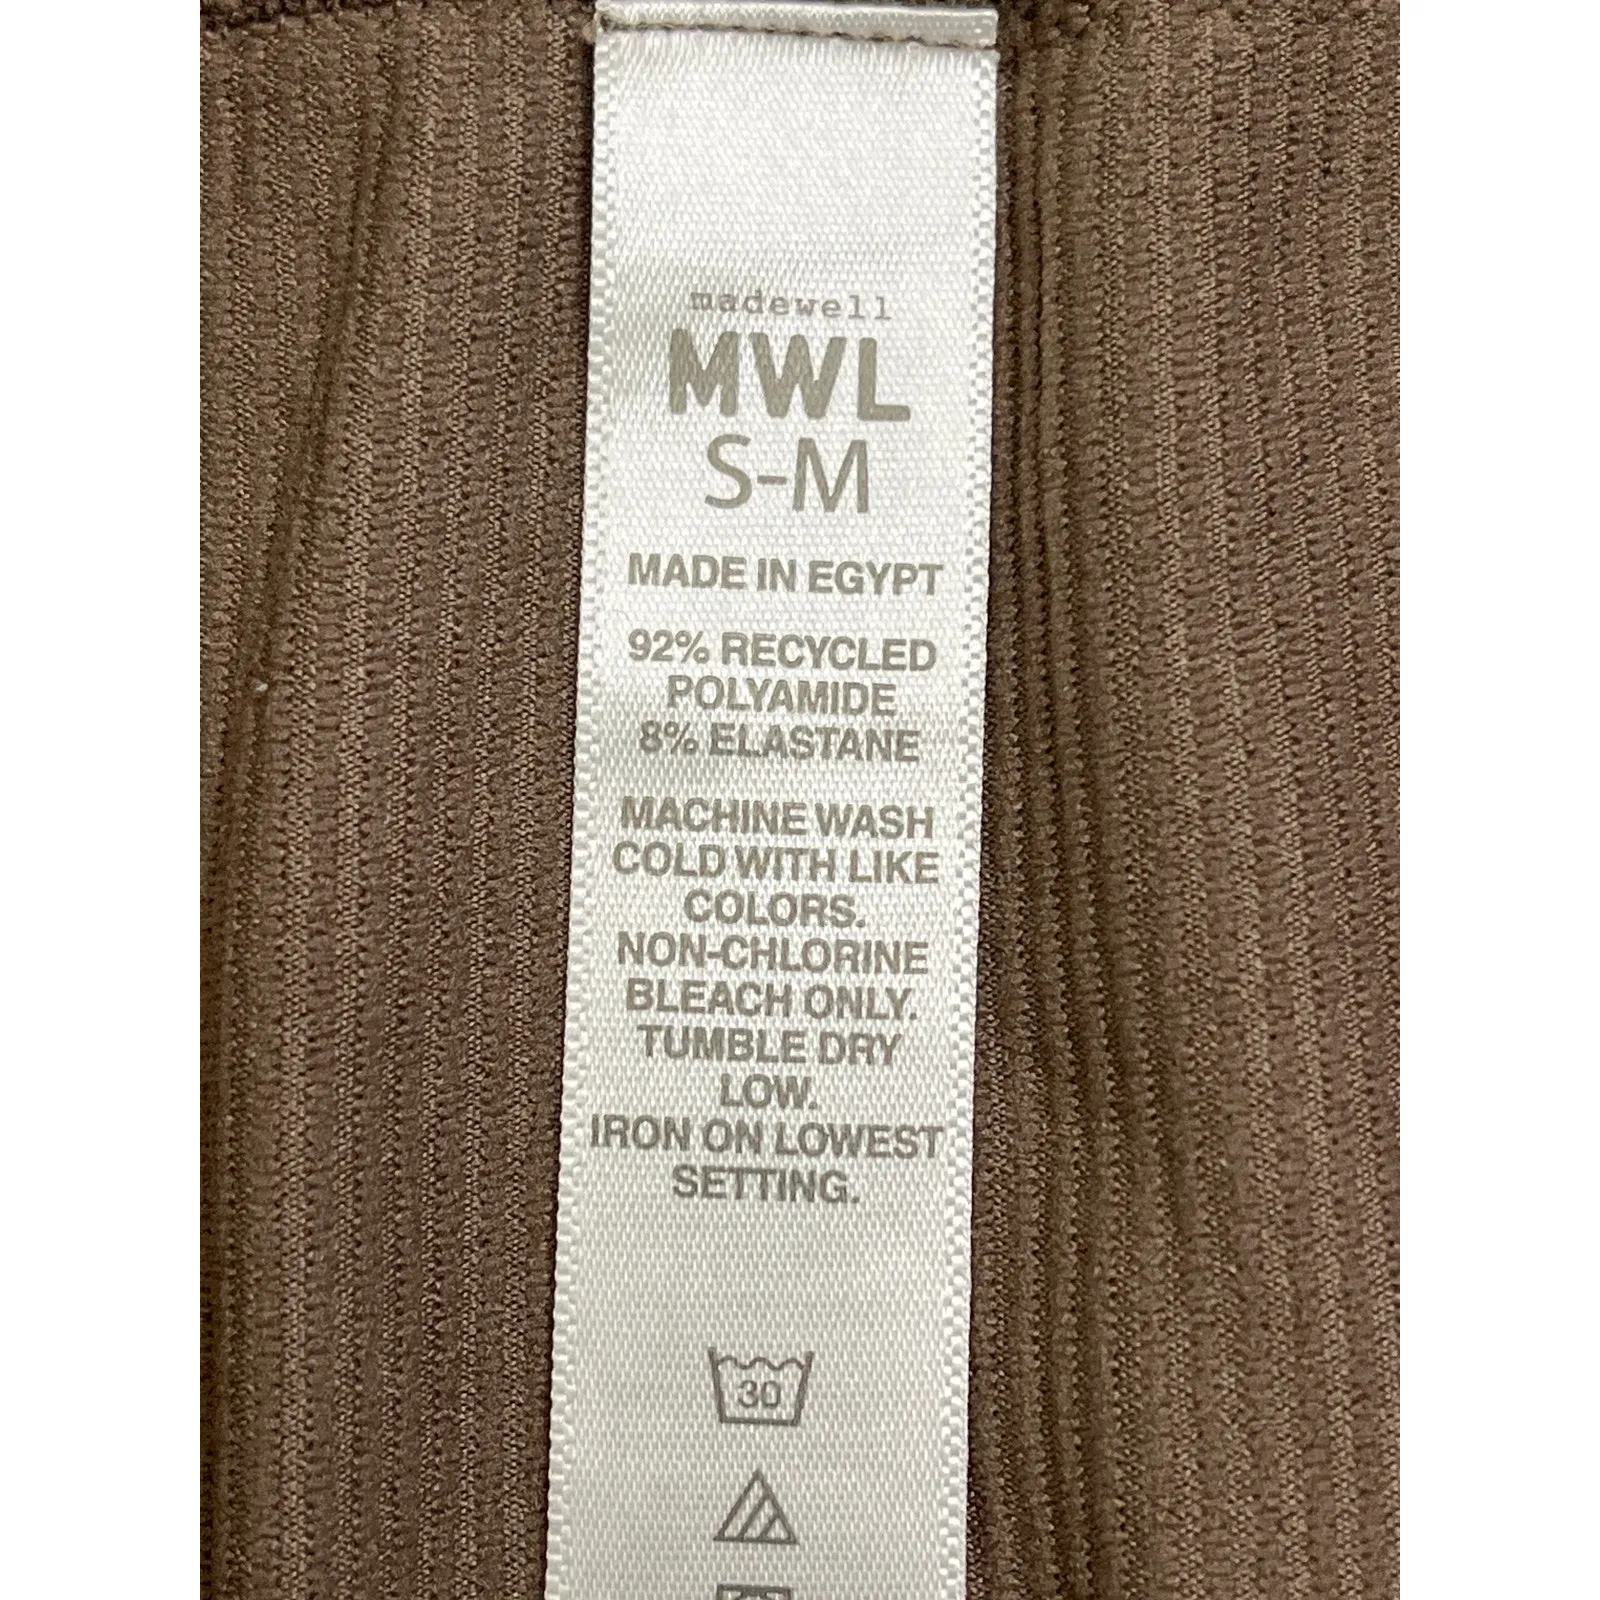 madewell
MWL
S-M
MADE IN EGYPT
92% RECYCLED
POLYAMIDE
8% ELASTANE
MACHINE WASH
COLD WITH LIKE
COLORS.
NON-CHLORINE
BLEACH ONLY.
TUMBLE DRY
LOW.
IRON ON LOWEST
SETTING.
30